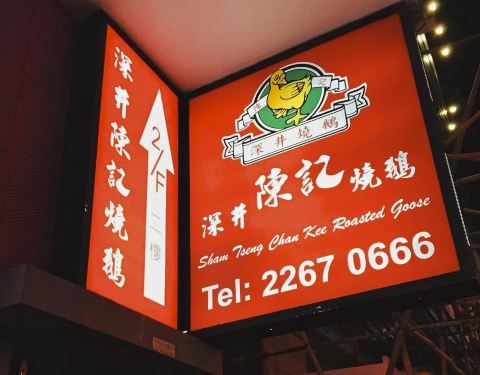 深井陳記燒鵝
2/F
二樓
深井燒鵝
深井陳記燒鵝
Sham Tseng Chan Kee Roasted Goose
Tel: 2267 0666